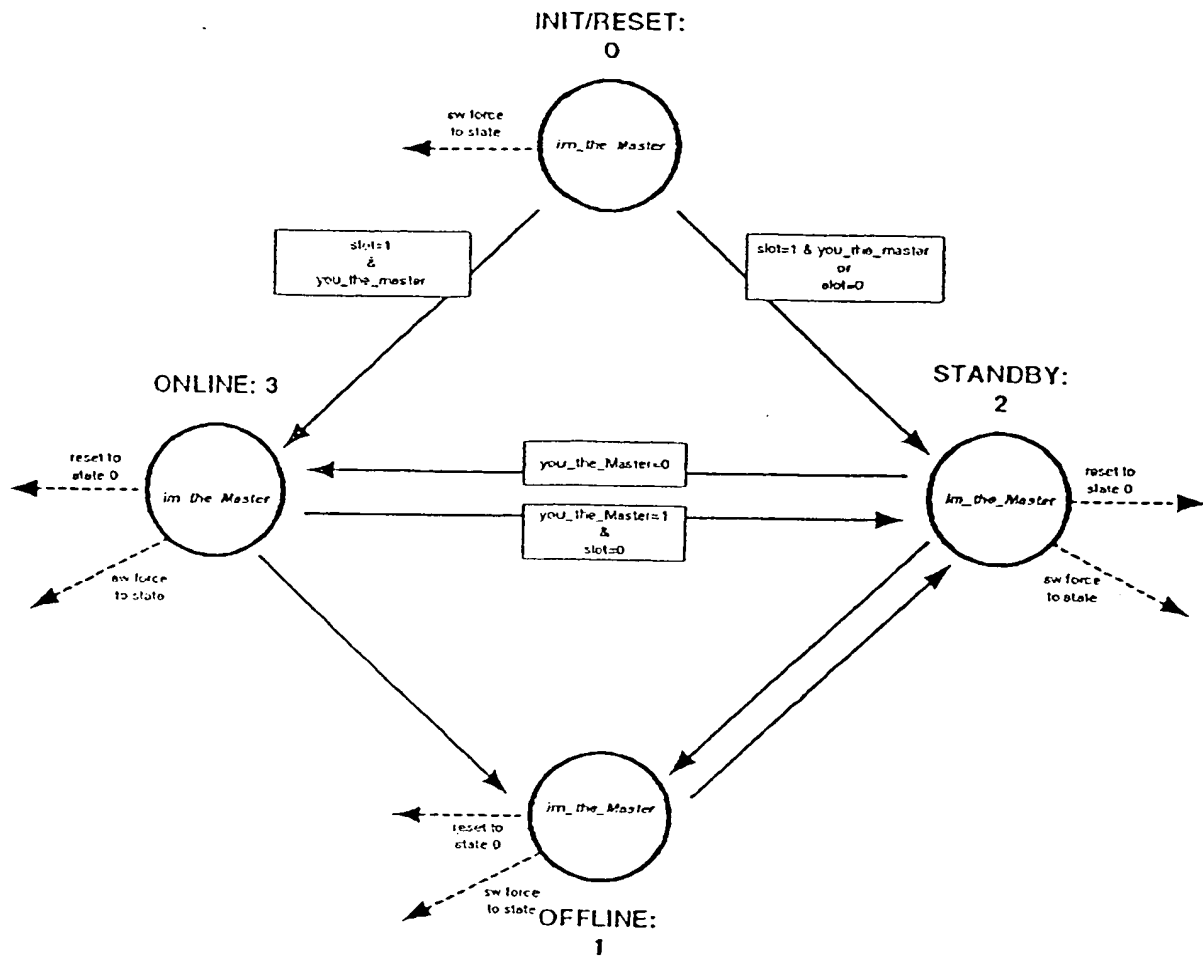 INIT/RESET:
0
sw force
to state
im_the_Master
slot=1
&
you_the_master
slot=1 & you_the_master
or
slot=0
ONLINE: 3
STANDBY:
2
reset to
state 0
im_the_Master
you_the_Master=0
you_the_Master=1
&
slot=0
Im_the_Master
reset to
state 0
sw force
to state
sw force
to state
im_the_Master
reset to
state 0
sw force
to state
OFFLINE:
1